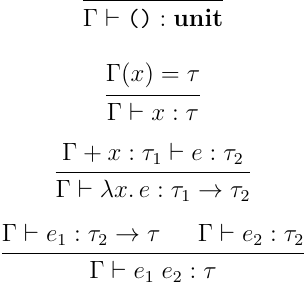 Γ ⊢ () : unit
Γ(x) = τ
Γ ⊢ x : τ
Γ + x : τ₁ ⊢ e : τ₂
Γ ⊢ λx. e : τ₁ → τ₂
Γ ⊢ e₁ : τ₂ → τ Γ ⊢ e₂ : τ₂
Γ ⊢ e₁ e₂ : τ